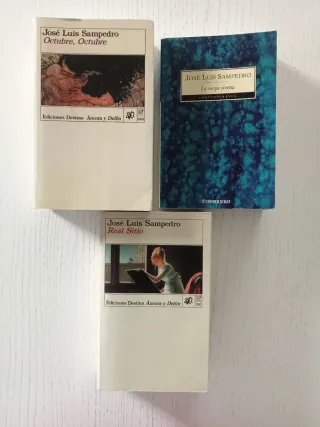 José Luis Sampedro
Octubre, Octubre
Ediciones Destino Áncora y Delfín
JOSÉ LUIS SAMPEDRO
La vieja sirena
CONTEMPORÁNEA
José Luis Sampedro
Real Sitio
Ediciones Destino Áncora y Delfín